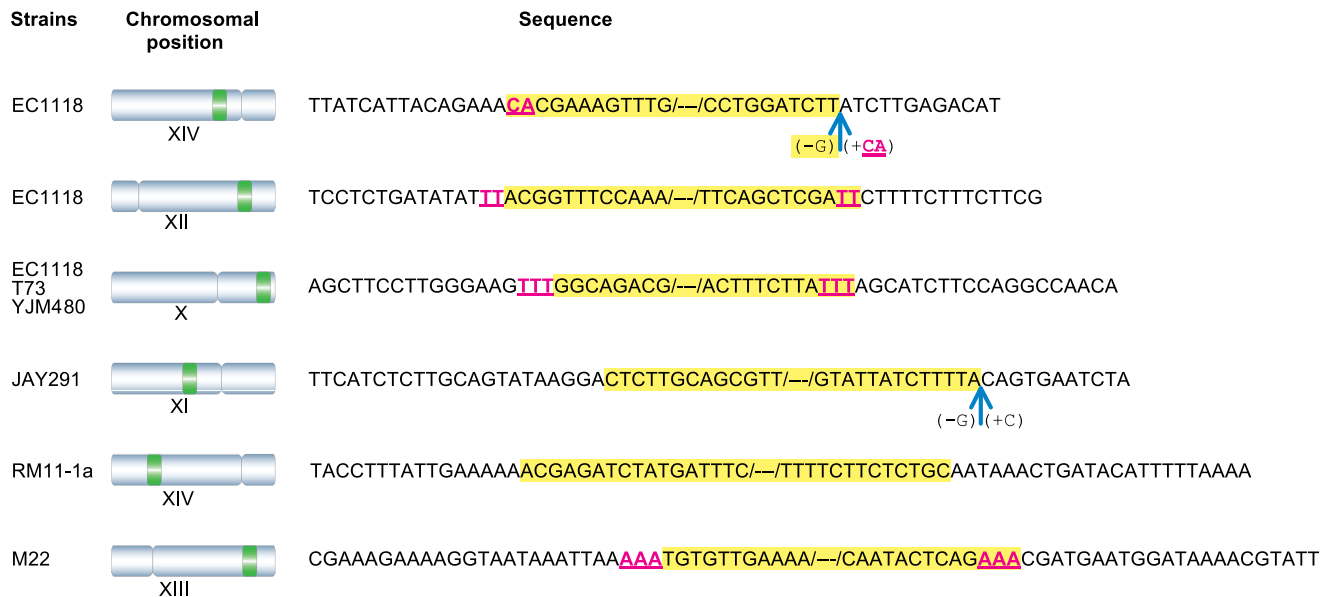 Strains Chromosomal position Sequence
EC1118 TTATCATTACAGAAACACGAAAGTTTG/---/CCTGGATCTTATCTTGAGACAT
XIV (-G) (+CA)
EC1118 TCCTCTGATATATTTACGGTTTCCAAA/---/TTCAGCTCGATTCTTTTCTTTCTTCG
XII
EC1118
T73 AGCTTCCTTGGGAAGTTTGGCAGACG/---/ACTTTCTTATTTAGCATCTTCCAGGCCAACA
YJM480
X
JAY291 TTCATCTCTTGCAGTATAAGGACTCTTGCAGCGTT/---/GTATTATCTTTTACAGTGAATCTA
XI (-G) (+C)
RM11-1a TACCTTTATTGAAAAAACGAGATCTATGATTTC/---/TTTTCTTCTCTGCAATAAACTGATACATTTTTAAAA
XIV
M22 CGAAAGAAAAGGTAATAAATTAAAAATGTGTTGAAAA/---/CAATACTCAGAAACGATGAATGGATAAAACGTATT
XIII